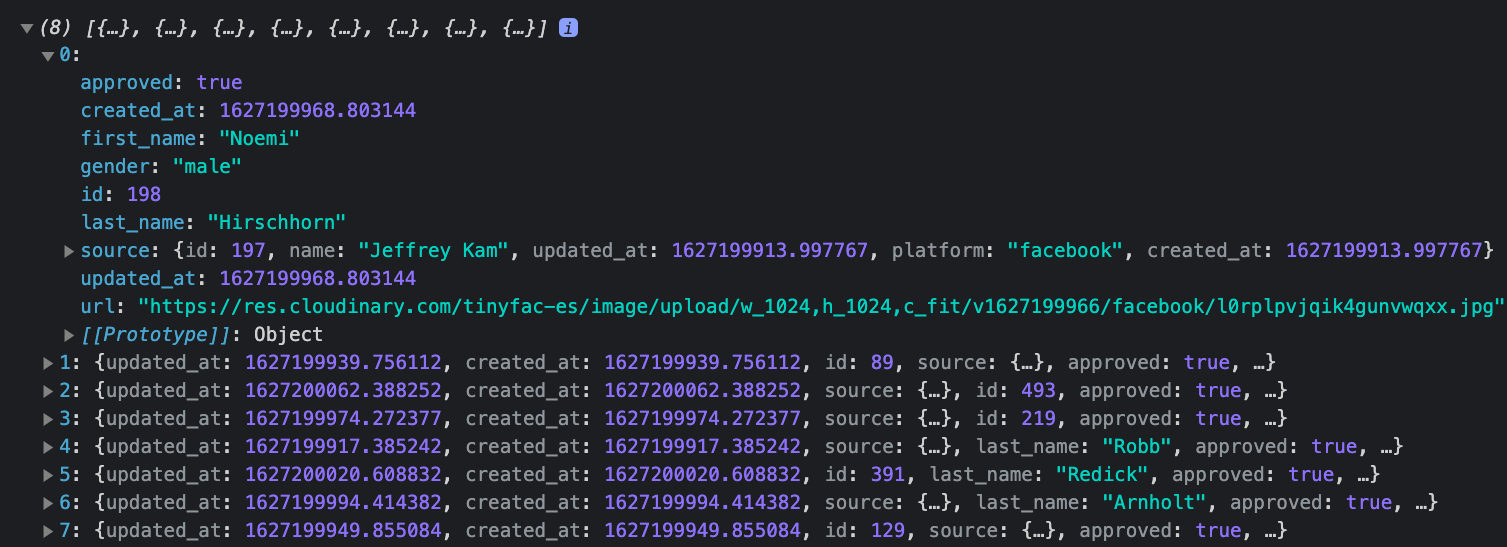 (8) [{…}, {…}, {…}, {…}, {…}, {…}, {…}, {…}] i
0:
approved: true
created_at: 1627199968.803144
first_name: "Noemi"
gender: "male"
id: 198
last_name: "Hirschhorn"
source: {id: 197, name: "Jeffrey Kam", updated_at: 1627199913.997767, platform: "facebook", created_at: 1627199913.997767}
updated_at: 1627199968.803144
url: "https://res.cloudinary.com/tinyfac-es/image/upload/w_1024,h_1024,c_fit/v1627199966/facebook/l0rplpvjqik4gunvwqxx.jpg"
[[Prototype]]: Object
1: {updated_at: 1627199939.756112, created_at: 1627199939.756112, id: 89, source: {…}, approved: true, …}
2: {updated_at: 1627200062.388252, created_at: 1627200062.388252, source: {…}, id: 493, approved: true, …}
3: {updated_at: 1627199974.272377, created_at: 1627199974.272377, source: {…}, id: 219, approved: true, …}
4: {updated_at: 1627199917.385242, created_at: 1627199917.385242, source: {…}, last_name: "Robb", approved: true, …}
5: {updated_at: 1627200020.608832, created_at: 1627200020.608832, id: 391, last_name: "Redick", approved: true, …}
6: {updated_at: 1627199994.414382, created_at: 1627199994.414382, source: {…}, last_name: "Arnholt", approved: true, …}
7: {updated_at: 1627199949.855084, created_at: 1627199949.855084, id: 129, source: {…}, approved: true, …}